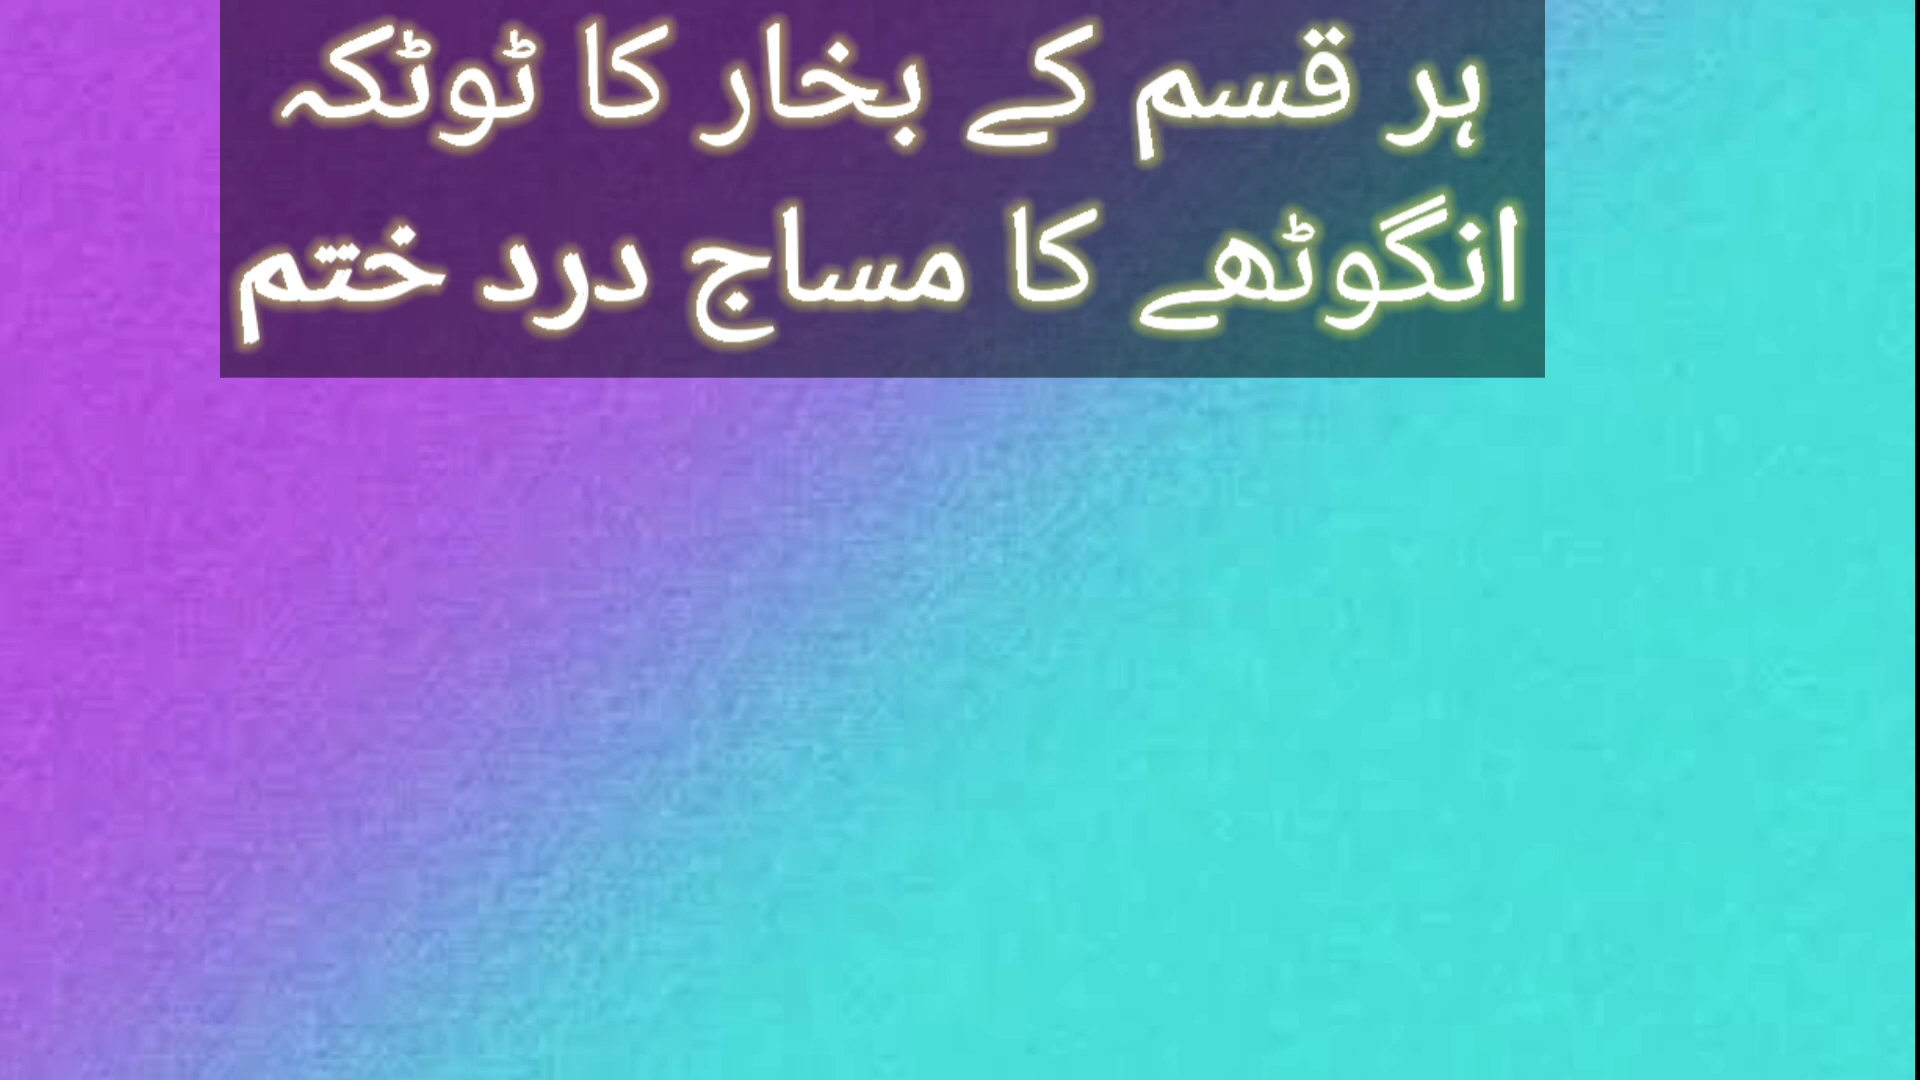 ہر قسم کے بخار کا ٹوٹکہ
انگوٹھے کا مساج درد ختم